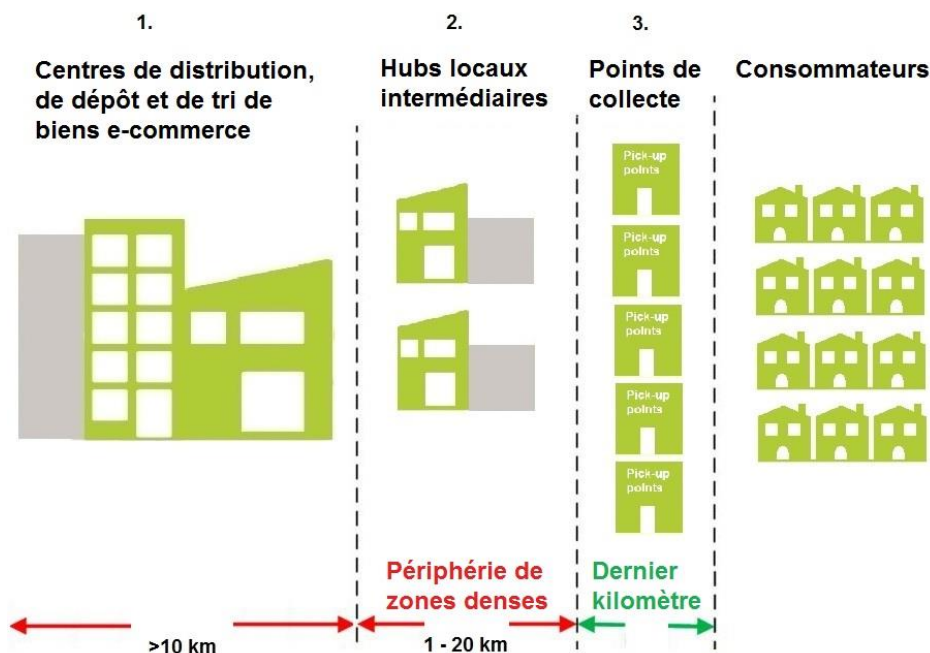 1.
Centres de distribution,
de dépôt et de tri de
biens e-commerce
2.
Hubs locaux
intermédiaires
3.
Points de
collecte
Consommateurs
Pick-up
points
Pick-up
points
Pick-up
points
Pick-up
points
Pick-up
points
Périphérie de
zones denses
Dernier
kilomètre
>10 km
1 - 20 km